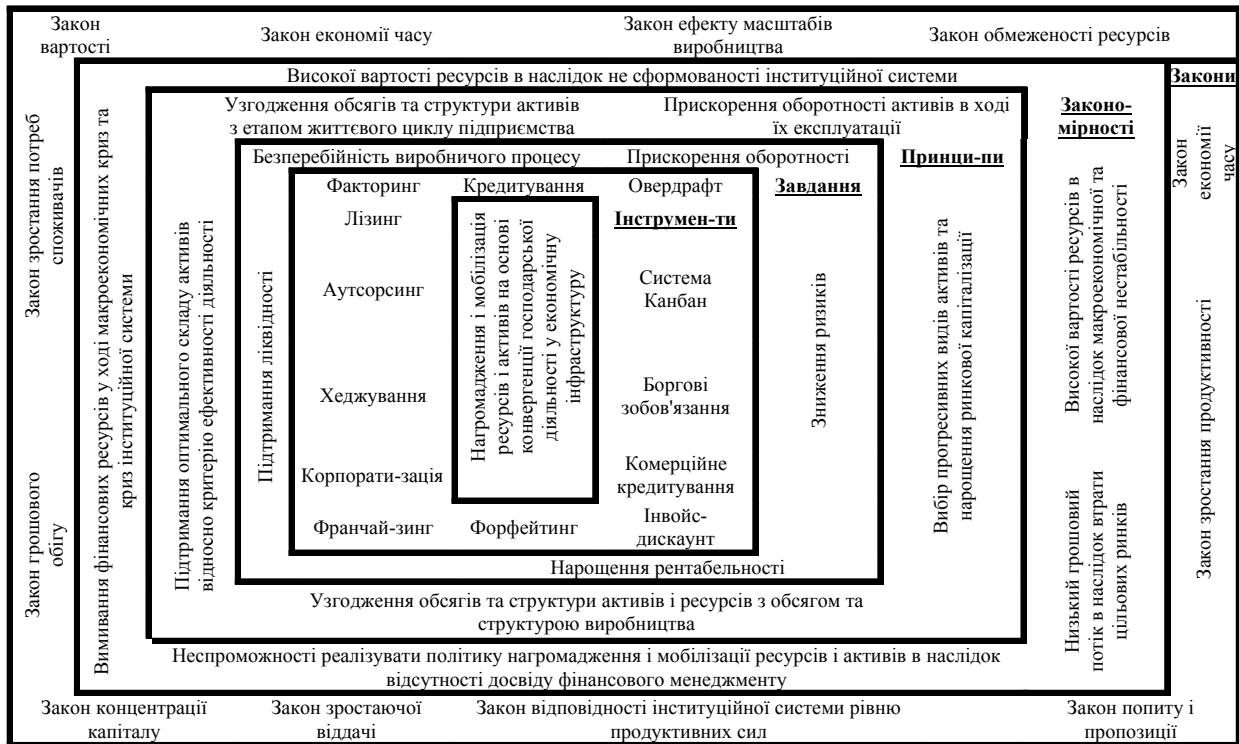 Закон
вартості
Закон економії часу
Закон ефекту масштабів
виробництва
Закон обмеженості ресурсів
Високої вартості ресурсів в наслідок не сформованості інституційної системи
Закони
Узгодження обсягів та структури активів
з етапом життєвого циклу підприємства
Прискорення оборотності активів в ході
їх експлуатації
Законо-
мірності
Безперебійність виробничого процесу
Прискорення оборотності
Принци-пи
Факторинг
Кредитування
Овердрафт
Завдання
Лізинг
Інструмен-ти
Аутсорсинг
Система
Канбан
Хеджування
Боргові
зобов'язання
Корпорати-зація
Комерційне
кредитування
Франчай-зинг
Форфейтинг
Інвойс-
дискаунт
Нагромадження і мобілізація
ресурсів і активів на основі
конвергенції господарської
діяльності у економічну
інфраструктуру
Підтримання ліквідності
Зниження ризиків
Нарощення рентабельності
Підтримання оптимального складу активів
відносно критерію ефективності діяльності
Вибір прогресивних видів активів та
нарощення ринкової капіталізації
Узгодження обсягів та структури активів і ресурсів з обсягом та
структурою виробництва
Вимивання фінансових ресурсів у ході макроекономічних криз та
криз інституційної системи
Високої вартості ресурсів в
наслідок макроекономічної та
фінансової нестабільності
Низький грошовий
потік в наслідок втрати
цільових ринків
Неспроможності реалізувати політику нагромадження і мобілізації ресурсів і активів в наслідок
відсутності досвіду фінансового менеджменту
Закон зростання потреб
споживачів
Закон грошового
обігу
Закон
економії
часу
Закон зростання продуктивності
Закон концентрації
капіталу
Закон зростаючої
віддачі
Закон відповідності інституційної системи рівню
продуктивних сил
Закон попиту і
пропозиції